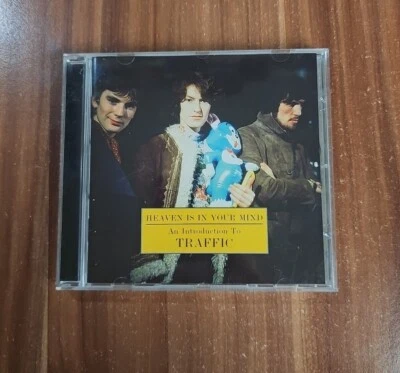 HEAVEN IS IN YOUR MIND
An Introduction To
TRAFFIC